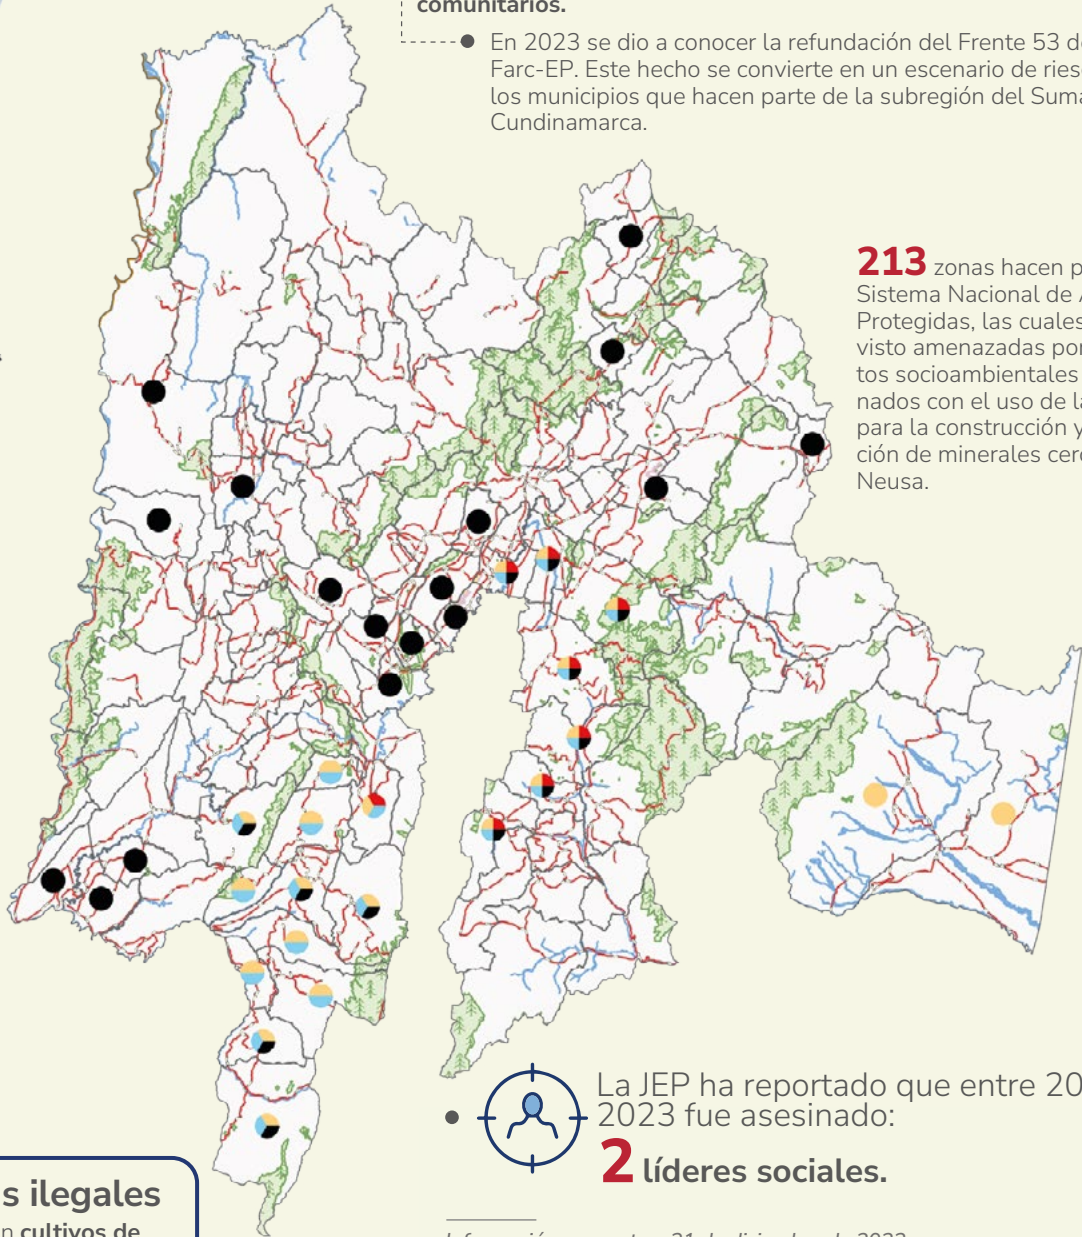 comunitarios.
En 2023 se dio a conocer la refundación del Frente 53 de
Farc-EP. Este hecho se convierte en un escenario de ries
los municipios que hacen parte de la subregión del Suma
Cundinamarca.
213 zonas hacen p
Sistema Nacional de
Protegidas, las cuales
visto amenazadas por
tos socioambientales
nados con el uso de la
para la construcción y
ción de minerales cer
Neusa.
La JEP ha reportado que entre 20
2023 fue asesinado:
2 líderes sociales.
s ilegales
n cultivos de